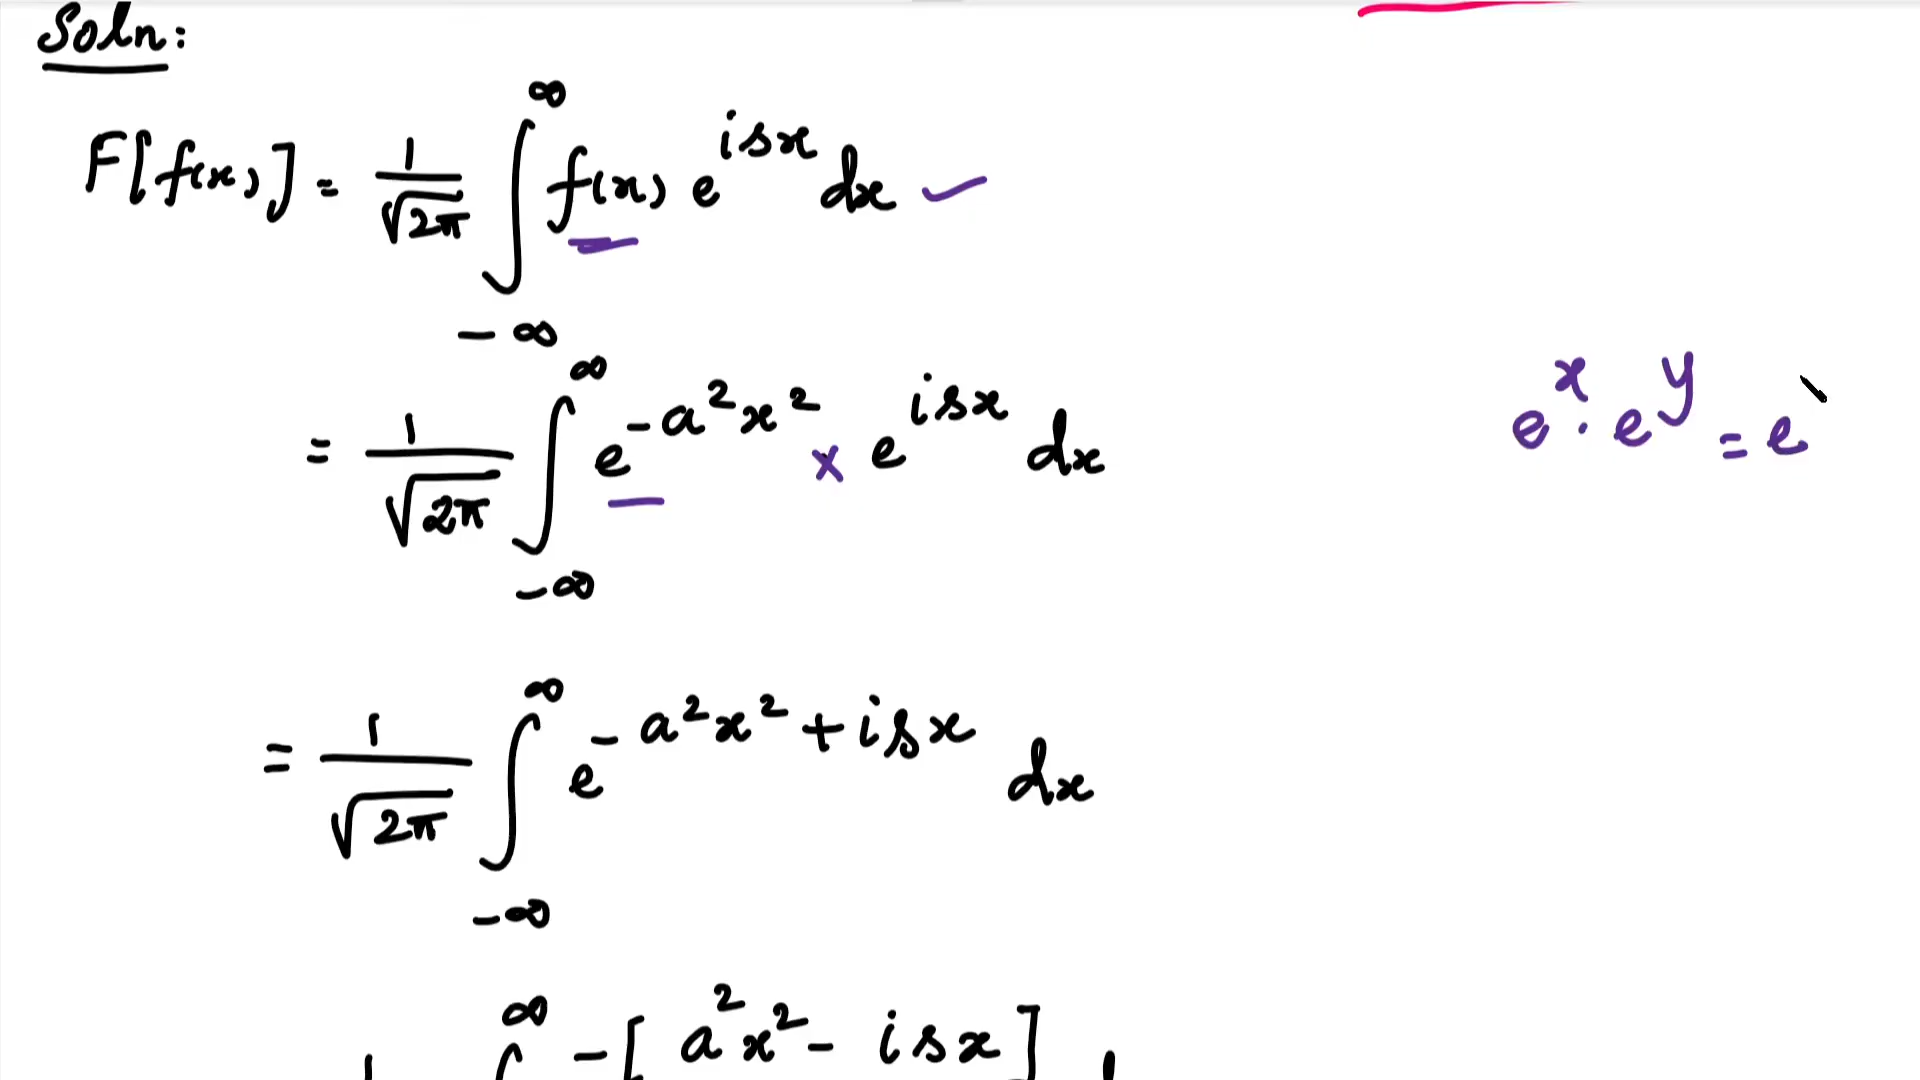 Soln:
F[f(x)] = 1/√2π ∫_{-∞}^{∞} f(x) e^{isx} dx
= 1/√2π ∫_{-∞}^{∞} e^{-a²x²} × e^{isx} dx
e^x · e^y = e
= 1/√2π ∫_{-∞}^{∞} e^{-a²x²+isx} dx
∞ -[a²x² - isx]